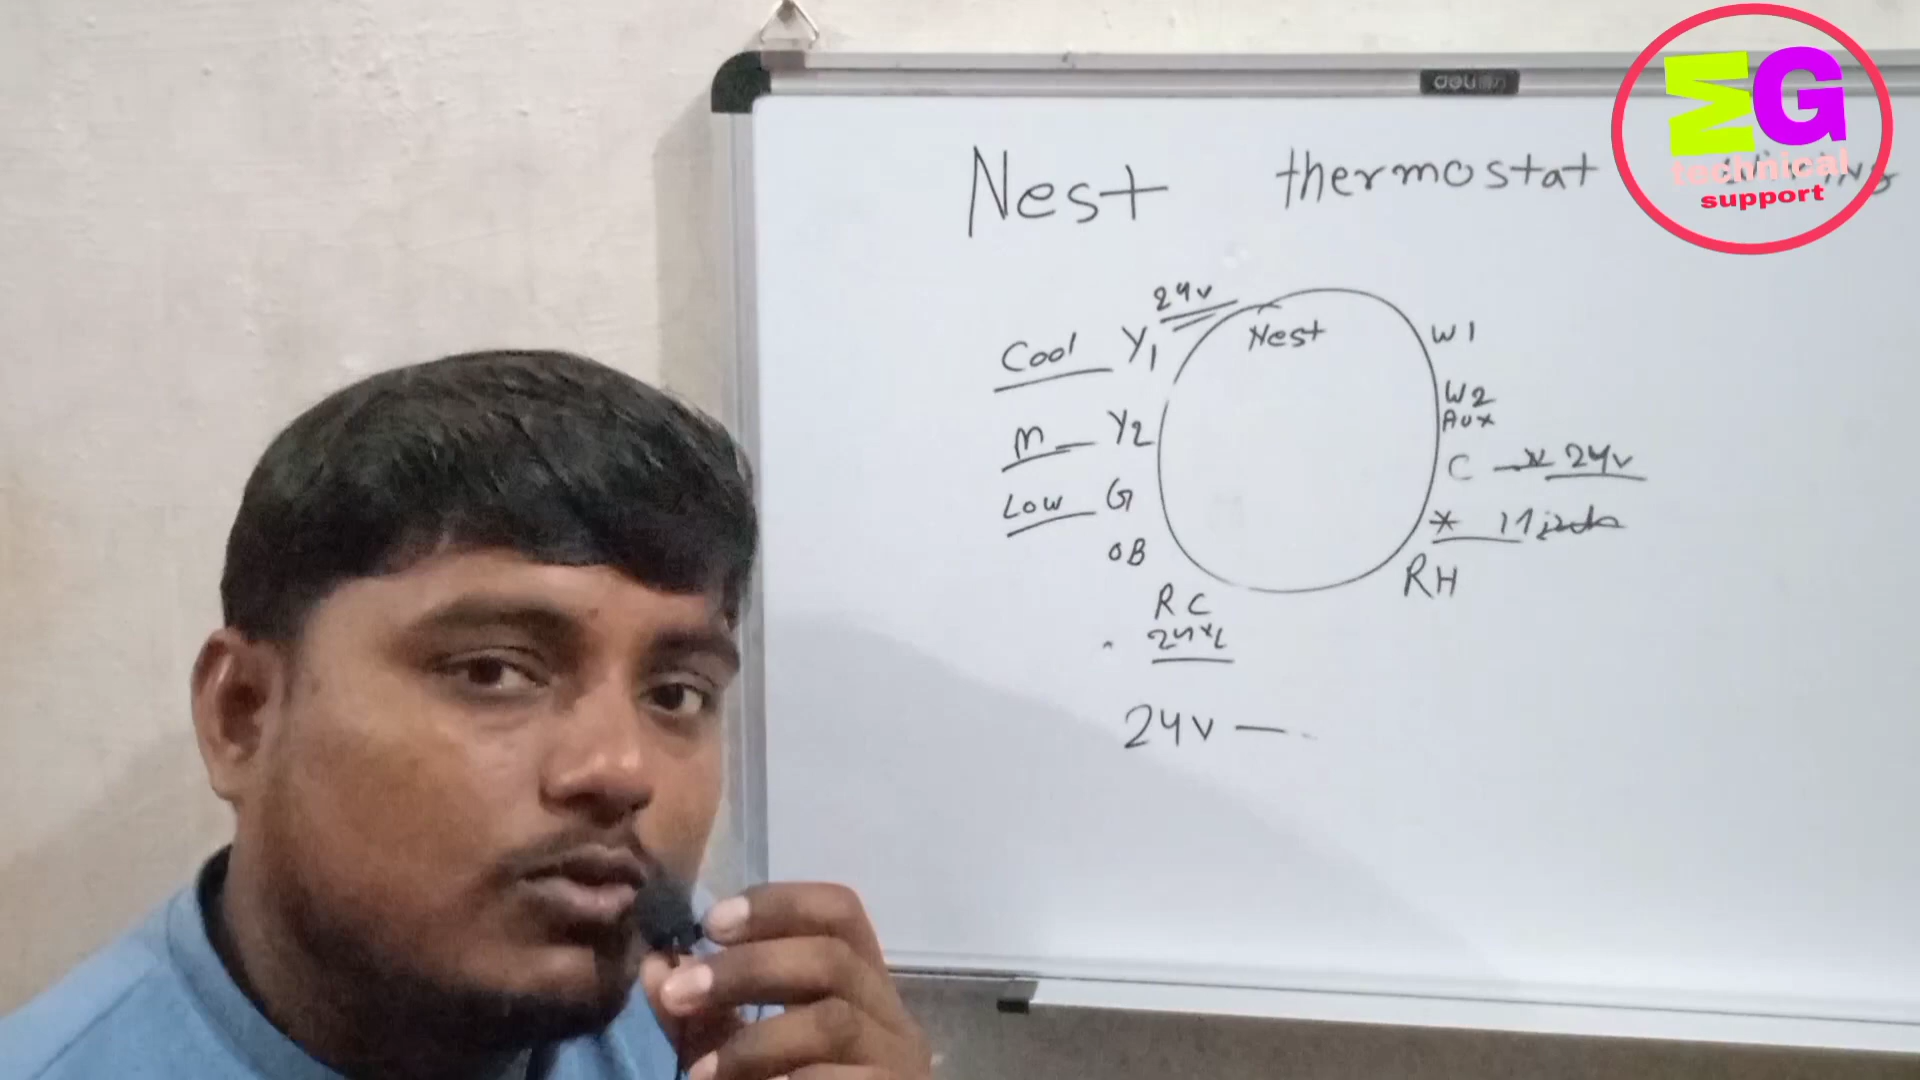 deli
MG
technical
support
Nest thermostat
24v
Nest
Cool Y1
W1
W2
Aux
M Y2
C 24v
Low G
*
OB
RH
RC
24v